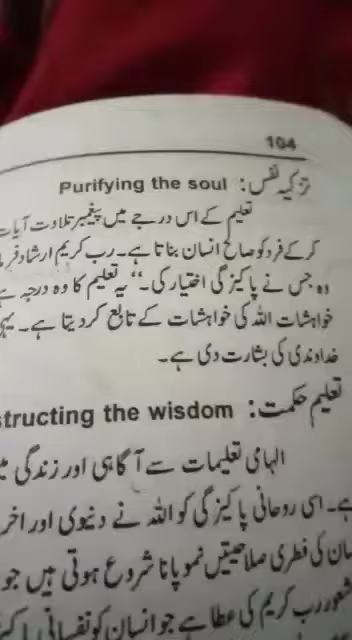 104
تزکیہ نفس: Purifying the soul
تعلیم کے اس درجے میں پیغمبر تلاوت آیات
کر کے فرد کو صالح انسان بناتا ہے۔ رب کریم ارشاد
وہ جس نے پاکیزگی اختیار کی۔“ یہ تعلیم کا وہ درجہ
خواہشات اللہ کی خواہشات کے تابع کر دیتا ہے۔ یہی
خداوندی کی بشارت دی ہے۔
تعلیم حکمت: structing the wisdom
الہامی تعلیمات سے آگاہی اور زندگی
ہے۔ اسی روحانی پاکیزگی کو اللہ نے دنیوی اور
کی فطری صلاحیتیں نمو پانا شروع ہوتی ہیں جو
شعور رب کریم کی عطا ہے جو انسان کو نفسانی